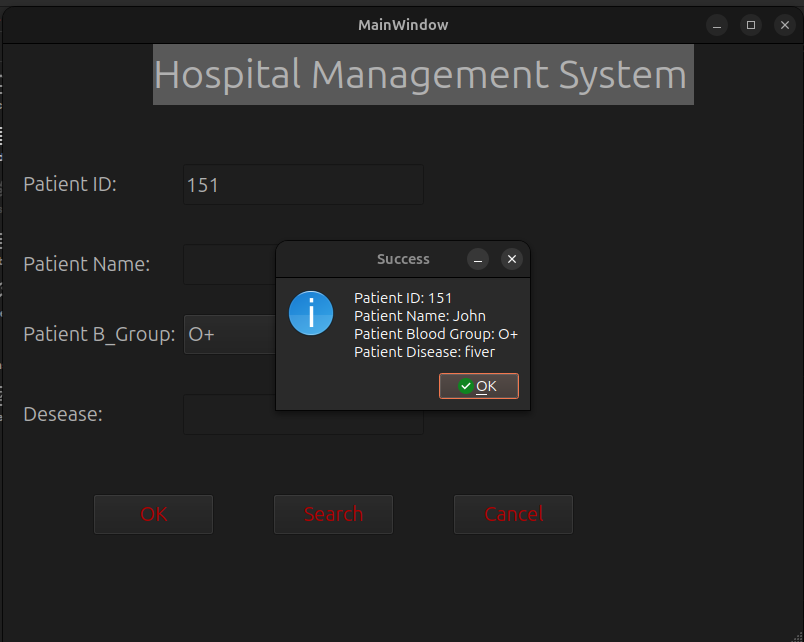 MainWindow
Hospital Management System
Patient ID:
151
Patient Name:
Patient B_Group:
O+
Desease:
Success
Patient ID: 151
Patient Name: John
Patient Blood Group: O+
Patient Disease: fiver
OK
OK
Search
Cancel